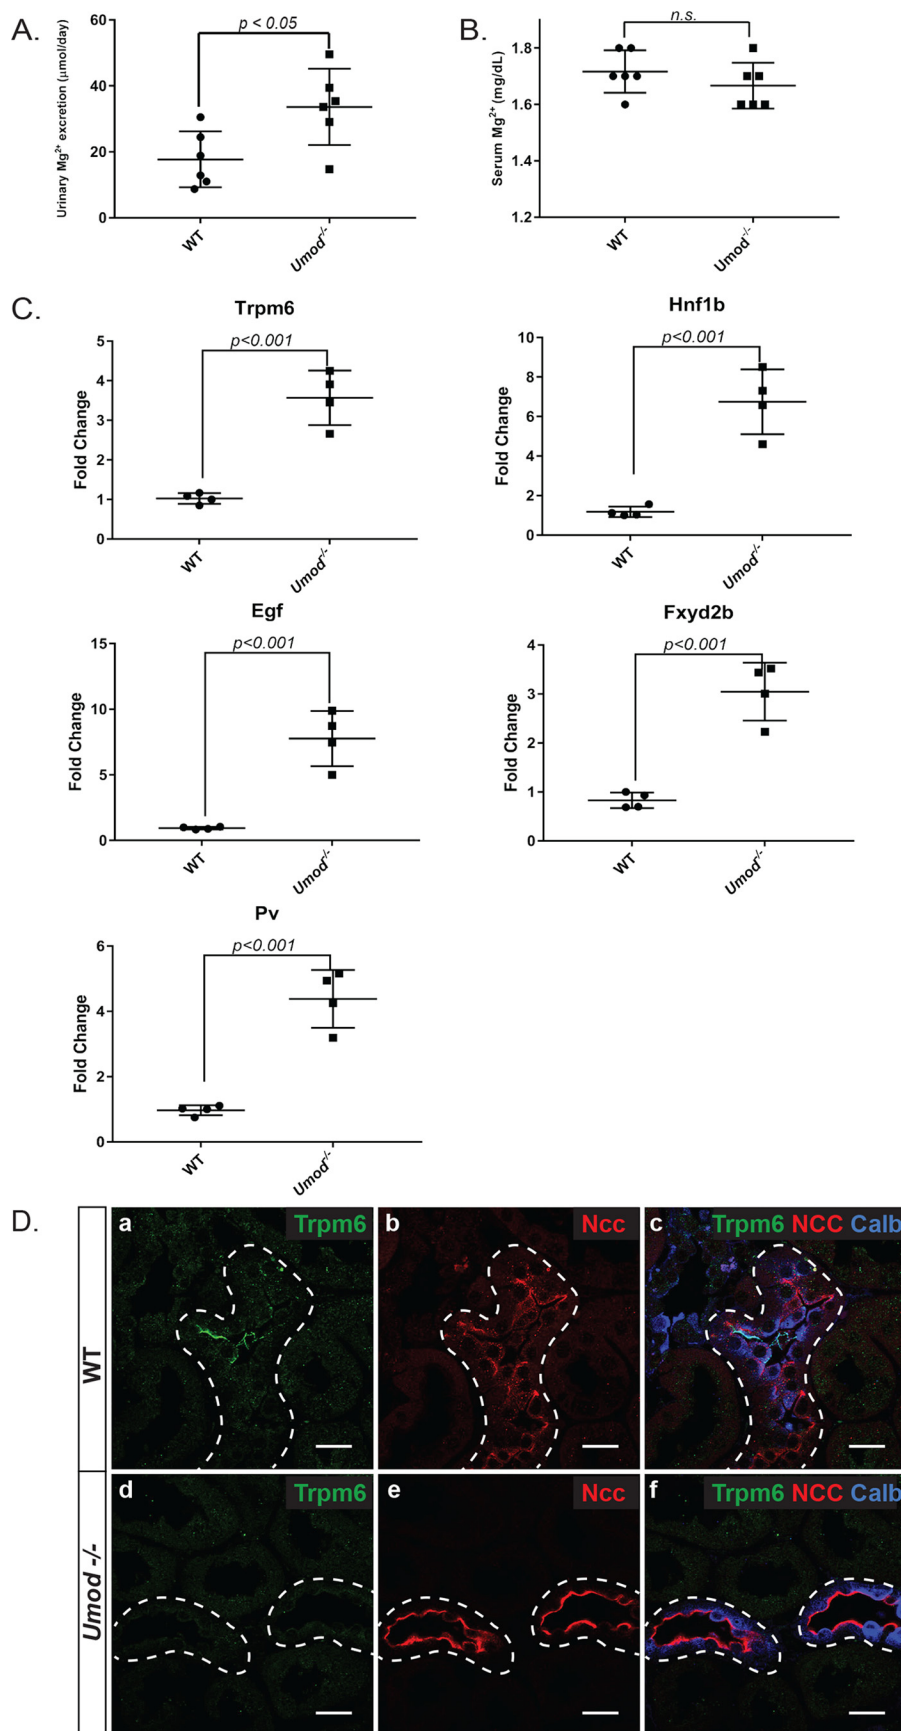 A.
p < 0.05
Urinary Mg²⁺ excretion (µmol/day)
60
40
20
0
WT
Umod⁻/⁻
B.
n.s.
Serum Mg²⁺ (mg/dL)
1.8
1.6
1.4
1.2
WT
Umod⁻/⁻
C.
Trpm6
p<0.001
Fold Change
5
4
3
2
1
0
WT
Umod⁻/⁻
Hnf1b
p<0.001
Fold Change
10
8
6
4
2
0
WT
Umod⁻/⁻
Egf
p<0.001
Fold Change
15
10
5
0
WT
Umod⁻/⁻
Fxyd2b
p<0.001
Fold Change
4
3
2
1
0
WT
Umod⁻/⁻
Pv
p<0.001
Fold Change
6
4
2
0
WT
Umod⁻/⁻
D.
WT
a Trpm6
b Ncc
c Trpm6 NCC Calb
Umod -/-
d Trpm6
e Ncc
f Trpm6 NCC Calb